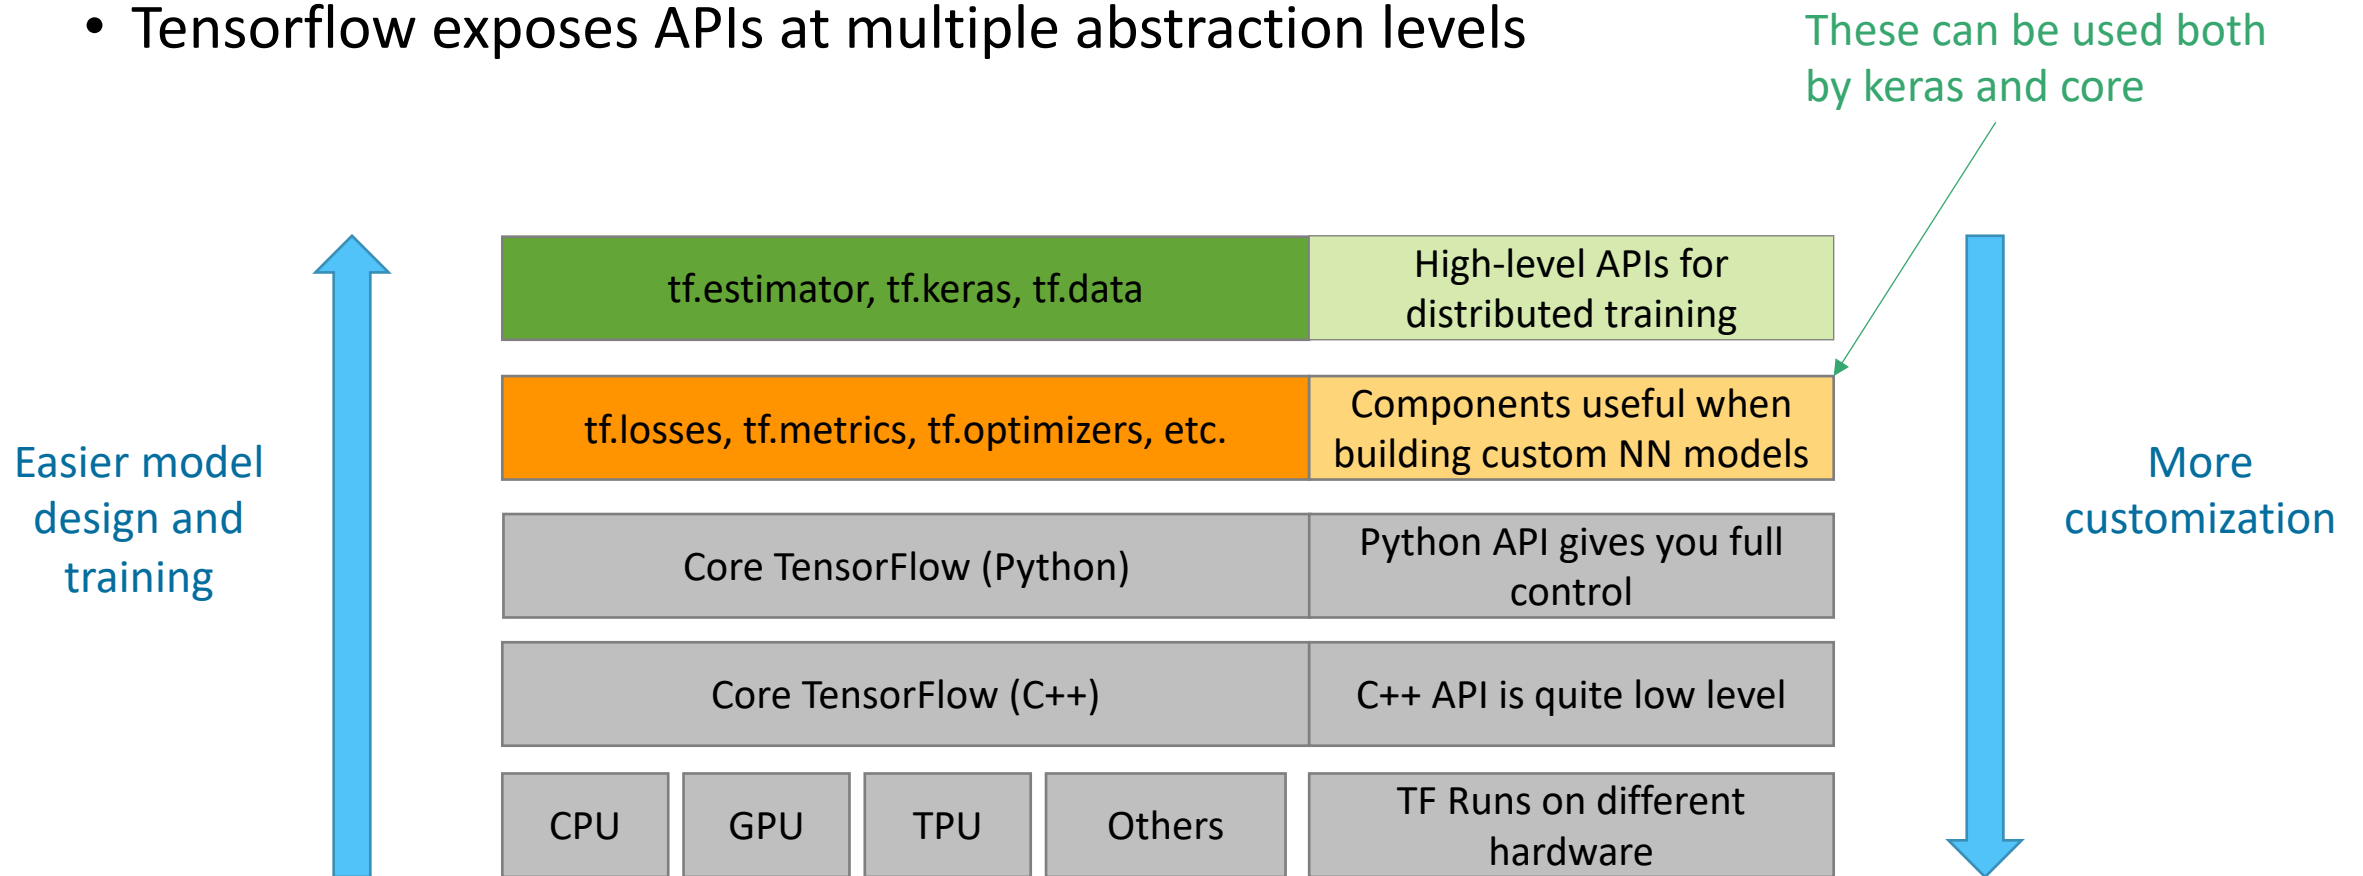 • Tensorflow exposes APIs at multiple abstraction levels
These can be used both
by keras and core
tf.estimator, tf.keras, tf.data
High-level APIs for
distributed training
tf.losses, tf.metrics, tf.optimizers, etc.
Components useful when
building custom NN models
Easier model
design and
training
More
customization
Core TensorFlow (Python)
Python API gives you full
control
Core TensorFlow (C++)
C++ API is quite low level
CPU
GPU
TPU
Others
TF Runs on different
hardware